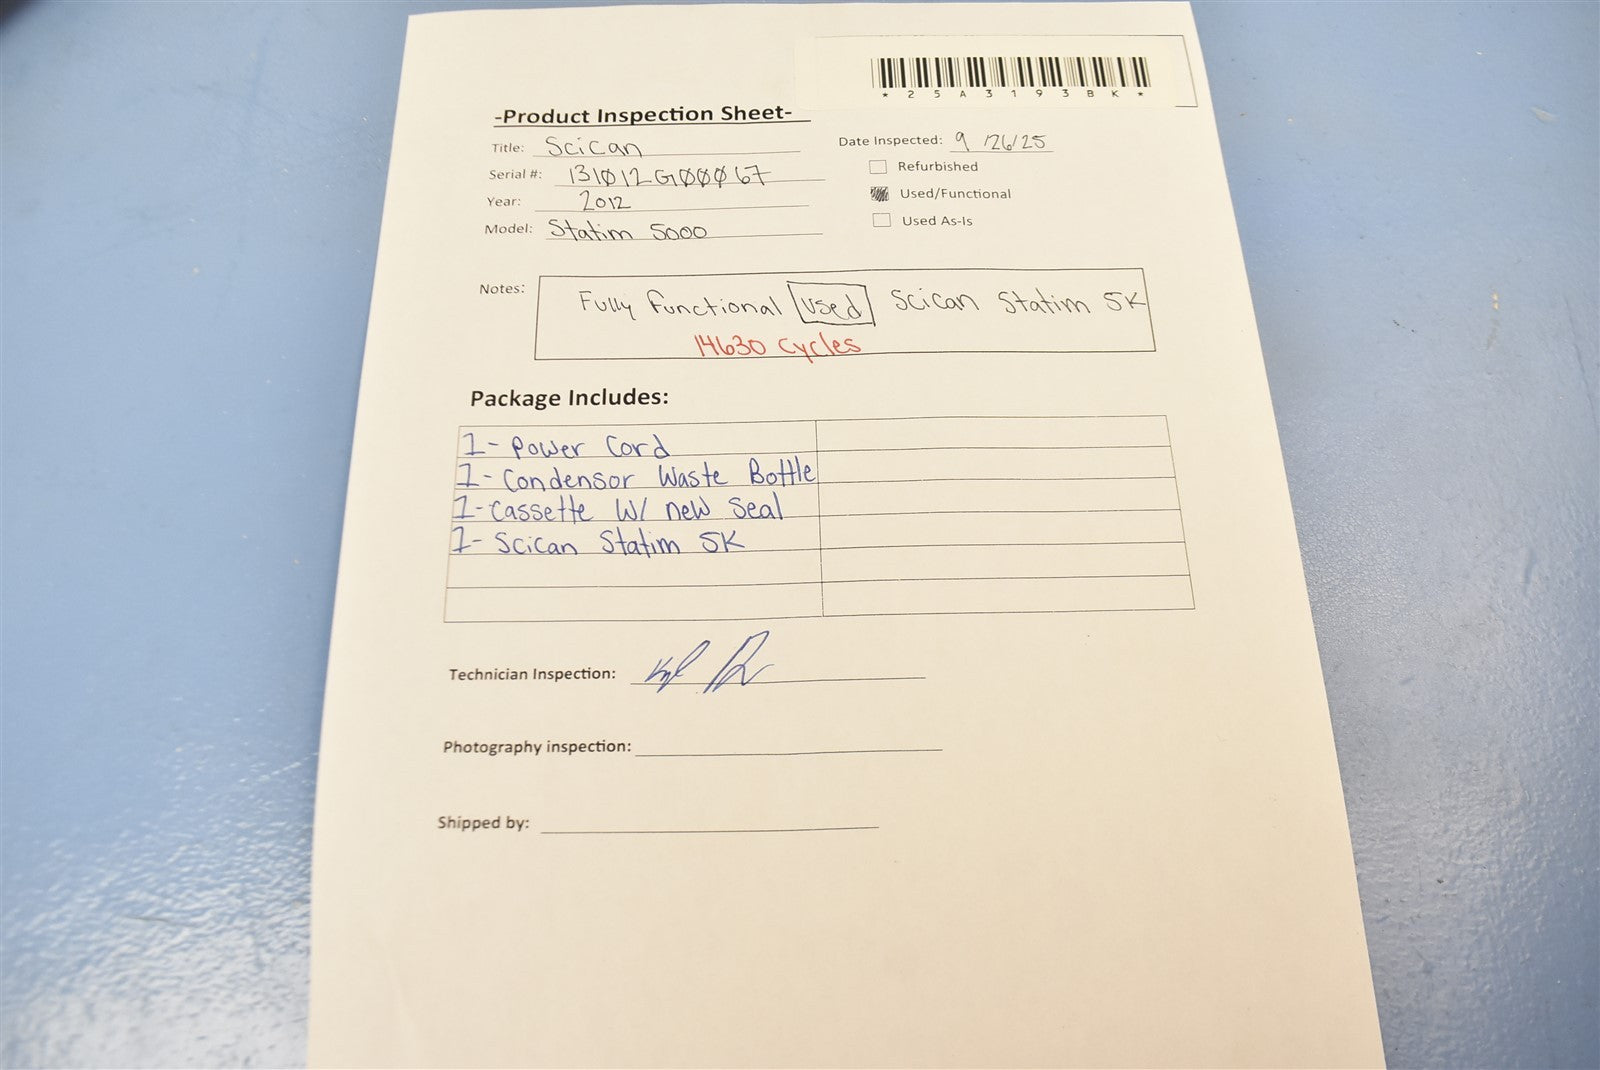 *25A3193BK*
-Product Inspection Sheet-
Title: Scican
Date Inspected: 9/26/25
Serial #: 131012G00067
Refurbished
Year: 2012
Used/Functional
Model: Statim 5000
Used As-Is
Notes: Fully Functional Used Scican Statim 5K
14630 Cycles
Package Includes:
1- Power Cord
1- Condensor Waste Bottle
1- Cassette W/ new Seal
1- Scican Statim 5K
Technician Inspection:
Photography inspection:
Shipped by: